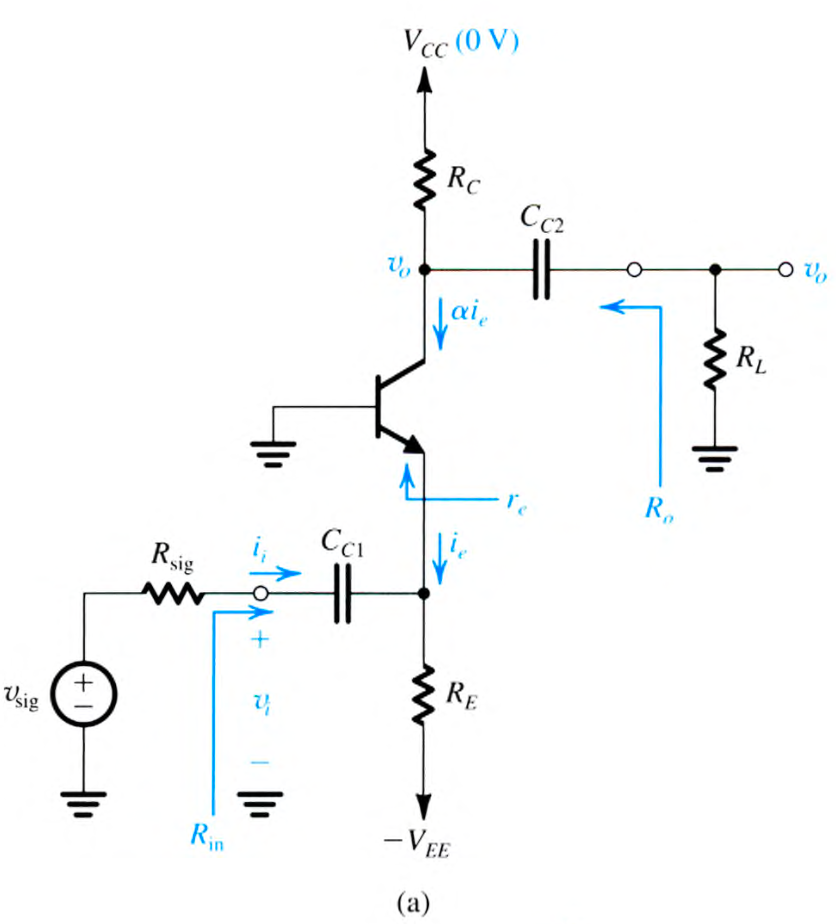 V_CC (0 V)
R_C
C_C2
v_o
v_o
αi_e
R_L
r_e
R_o
R_sig
i_i
C_C1
i_e
+
+
−
v_sig
v_i
R_E
−
R_in
−V_EE
(a)